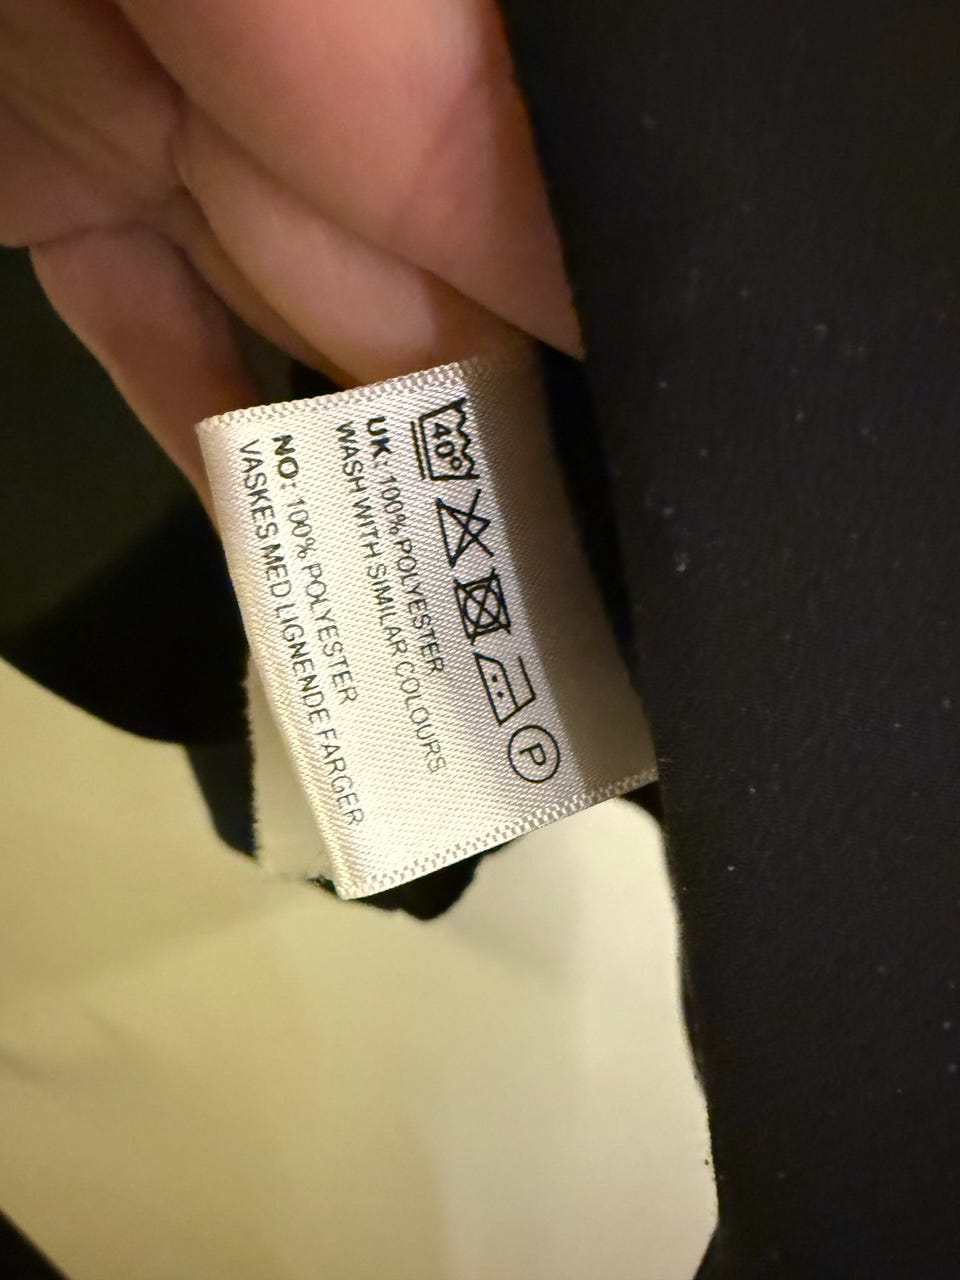 40°
P
UK: 100% POLYESTER
WASH WITH SIMILAR COLOURS
NO: 100% POLYESTER
VASKES MED LIGNENDE FARGER